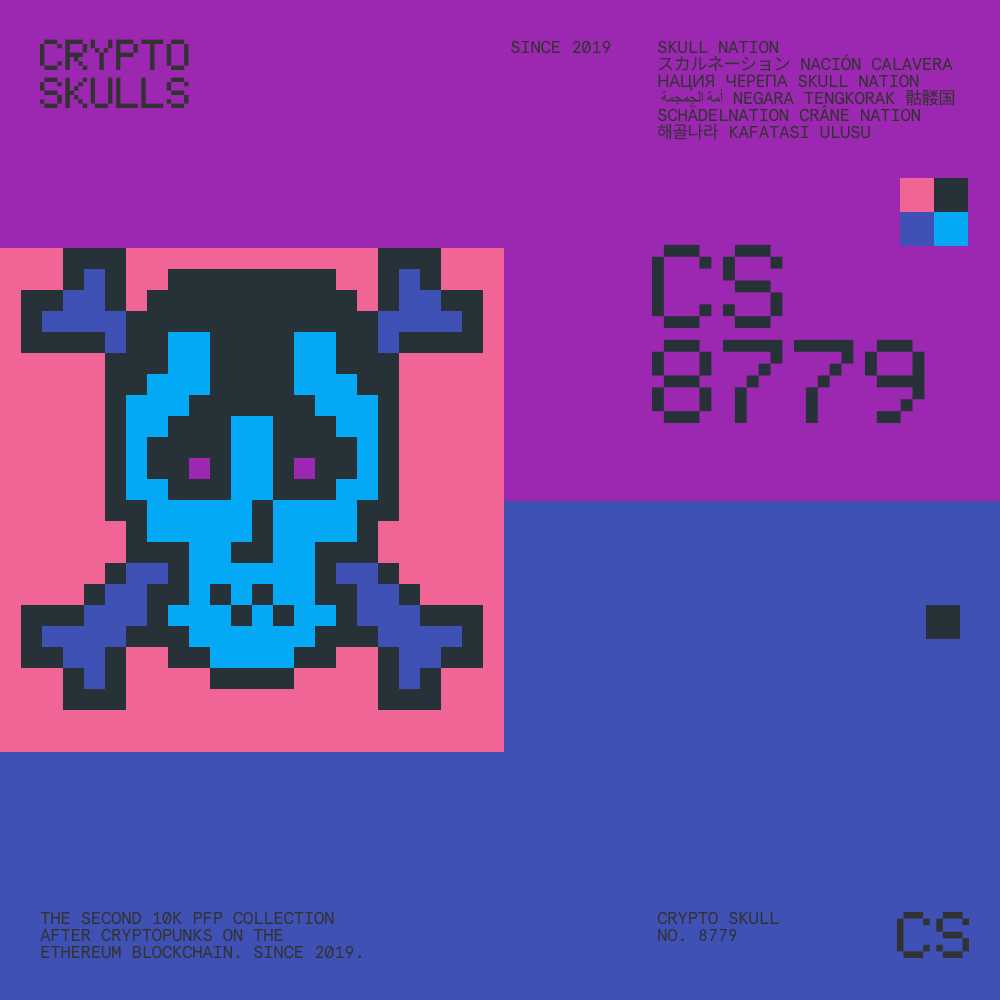 CRYPTO
SKULLS
SINCE 2019
SKULL NATION
スカルネーション NACIÓN CALAVERA
НАЦИЯ ЧЕРЕПА SKULL NATION
أمة الجمجمة NEGARA TENGKORAK 骷髅国
SCHÄDELNATION CRÂNE NATION
해골나라 KAFATASI ULUSU
CS
8779
THE SECOND 10K PFP COLLECTION
AFTER CRYPTOPUNKS ON THE
ETHEREUM BLOCKCHAIN. SINCE 2019.
CRYPTO SKULL
NO. 8779
CS